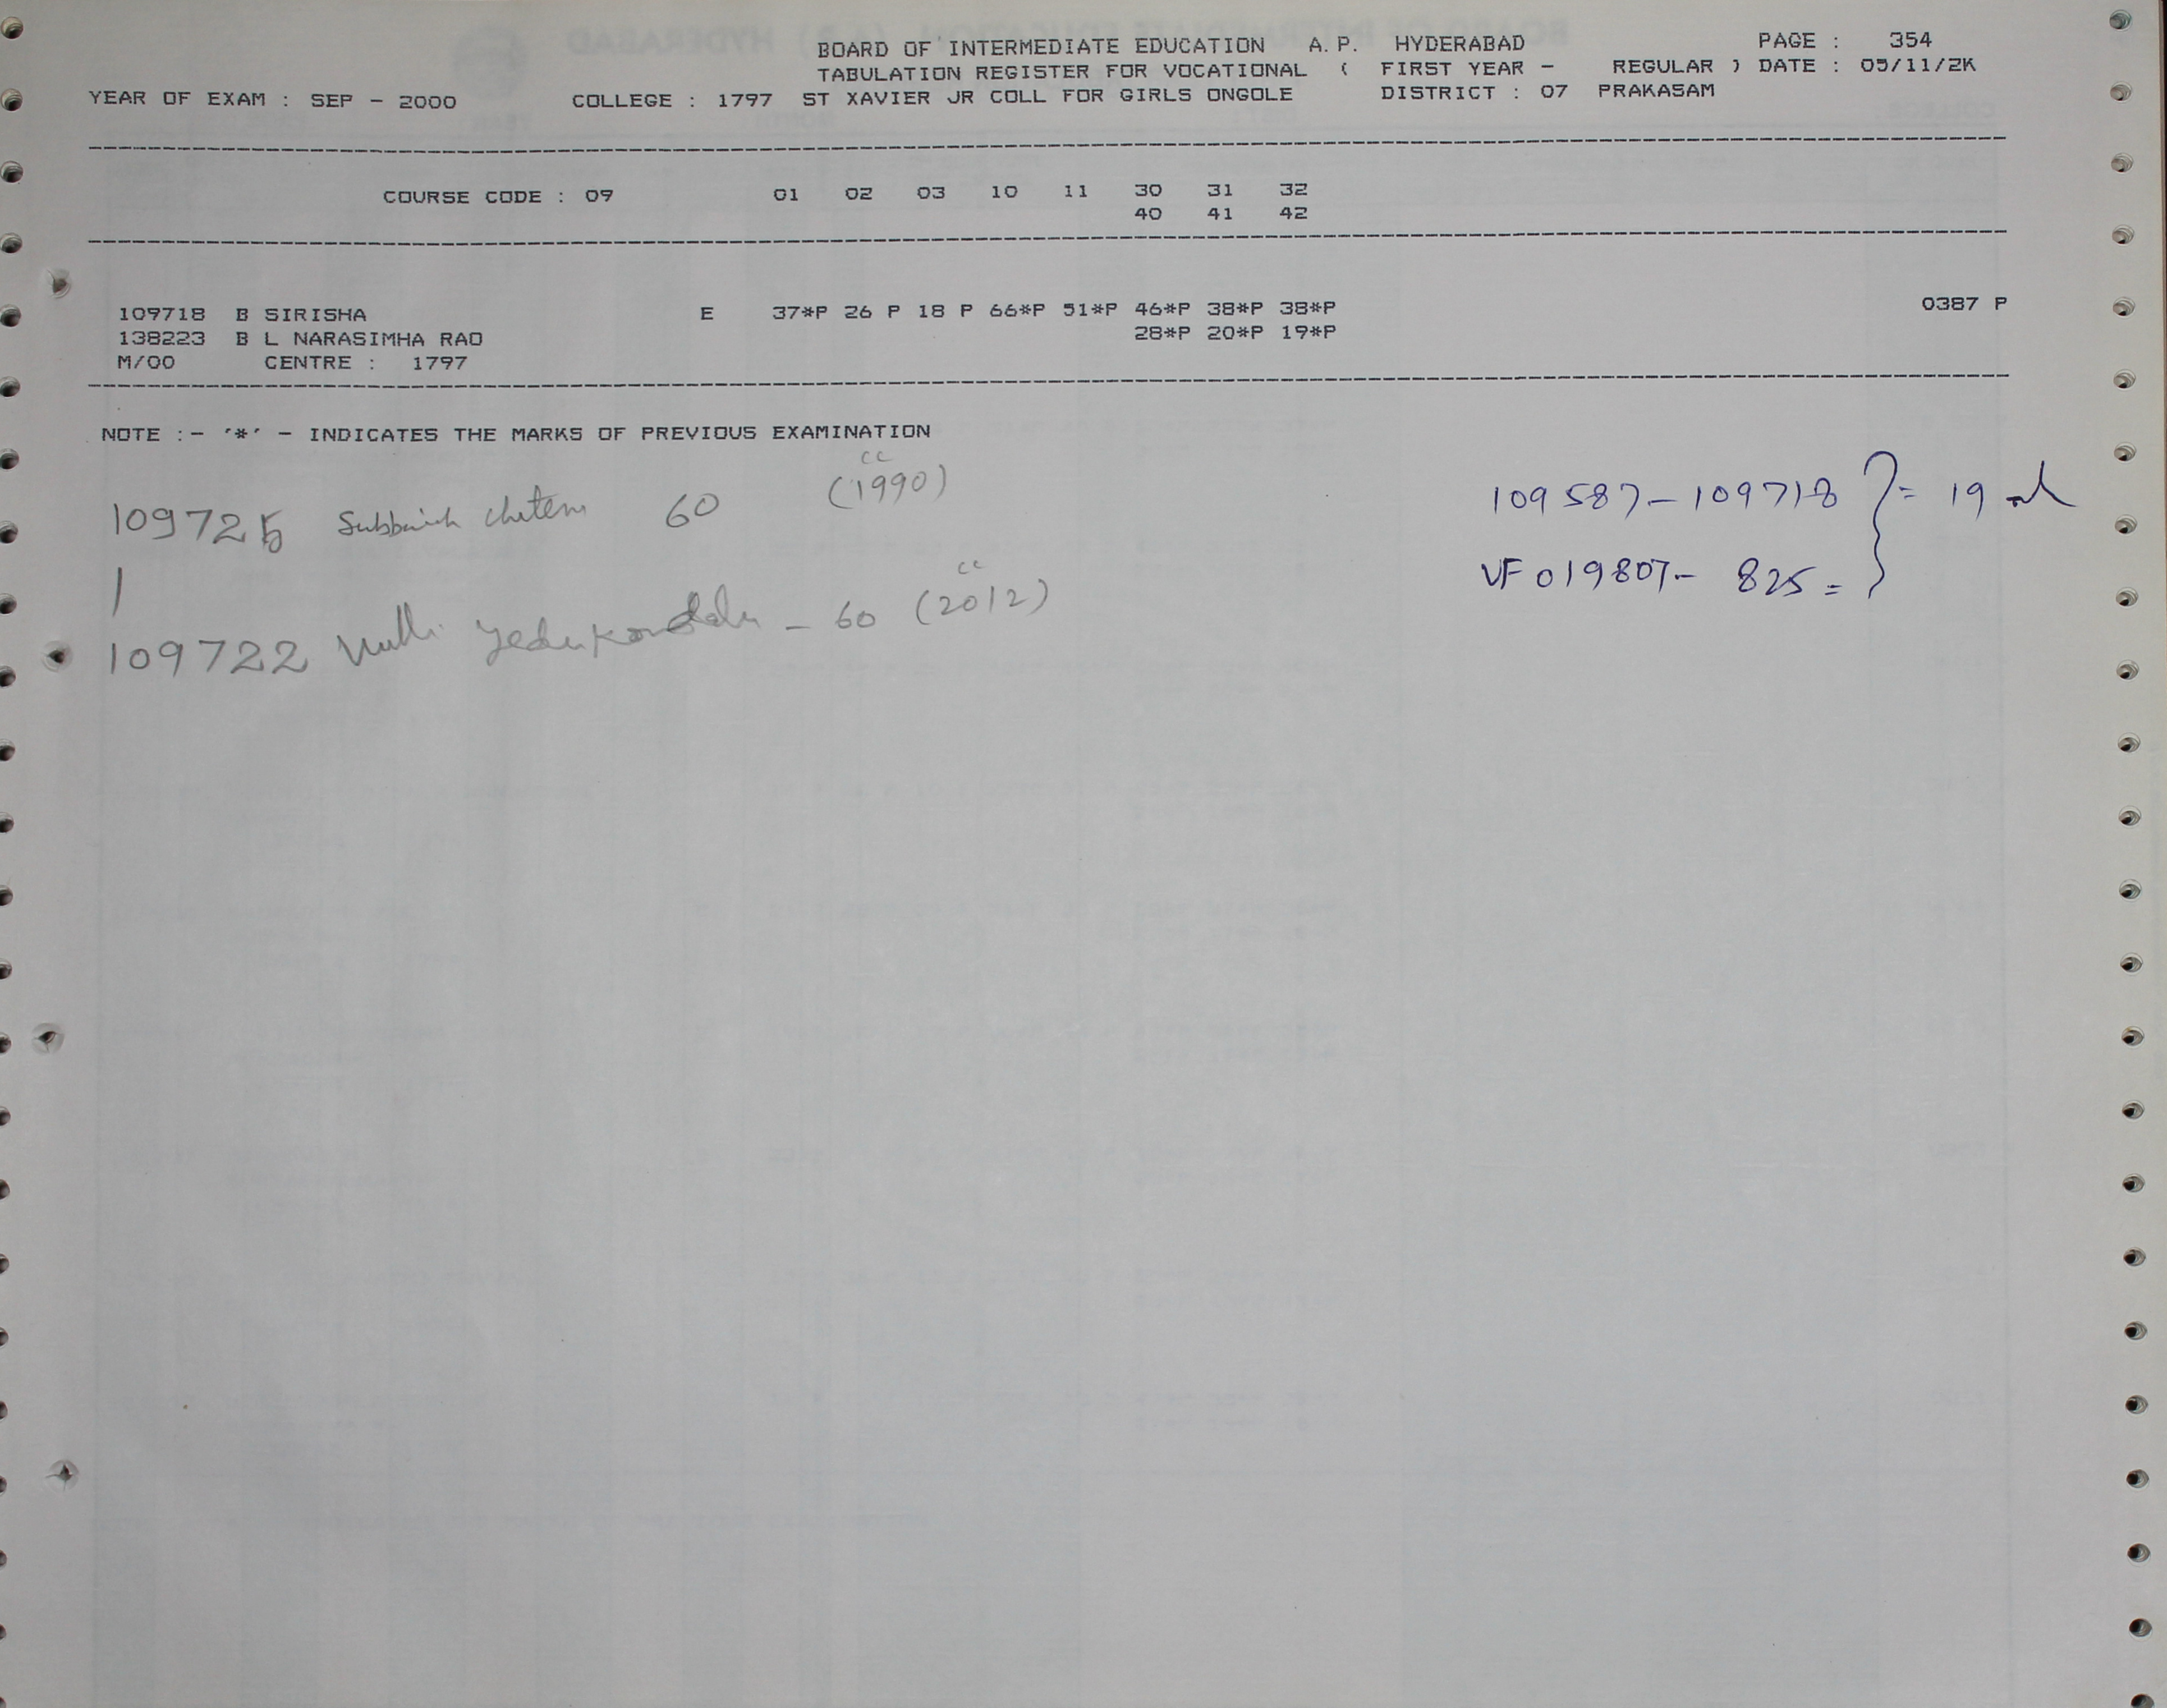 BOARD OF INTERMEDIATE EDUCATION A.P. HYDERABAD PAGE : 354
TABULATION REGISTER FOR VOCATIONAL ( FIRST YEAR - REGULAR ) DATE : 05/11/2K
YEAR OF EXAM : SEP - 2000 COLLEGE : 1797 ST XAVIER JR COLL FOR GIRLS ONGOLE DISTRICT : 07 PRAKASAM
COURSE CODE : 09 01 02 03 10 11 30 31 32
40 41 42
109718 B SIRISHA E 37*P 26 P 18 P 66*P 51*P 46*P 38*P 38*P 0387 P
138223 B L NARASIMHA RAO 28*P 20*P 19*P
M/00 CENTRE : 1797
NOTE :- '*' - INDICATES THE MARKS OF PREVIOUS EXAMINATION
cc
109725 60 (1990)
109587-109718 } = 19
VF 019807- 825 =
cc
109722 - 60 (2012)